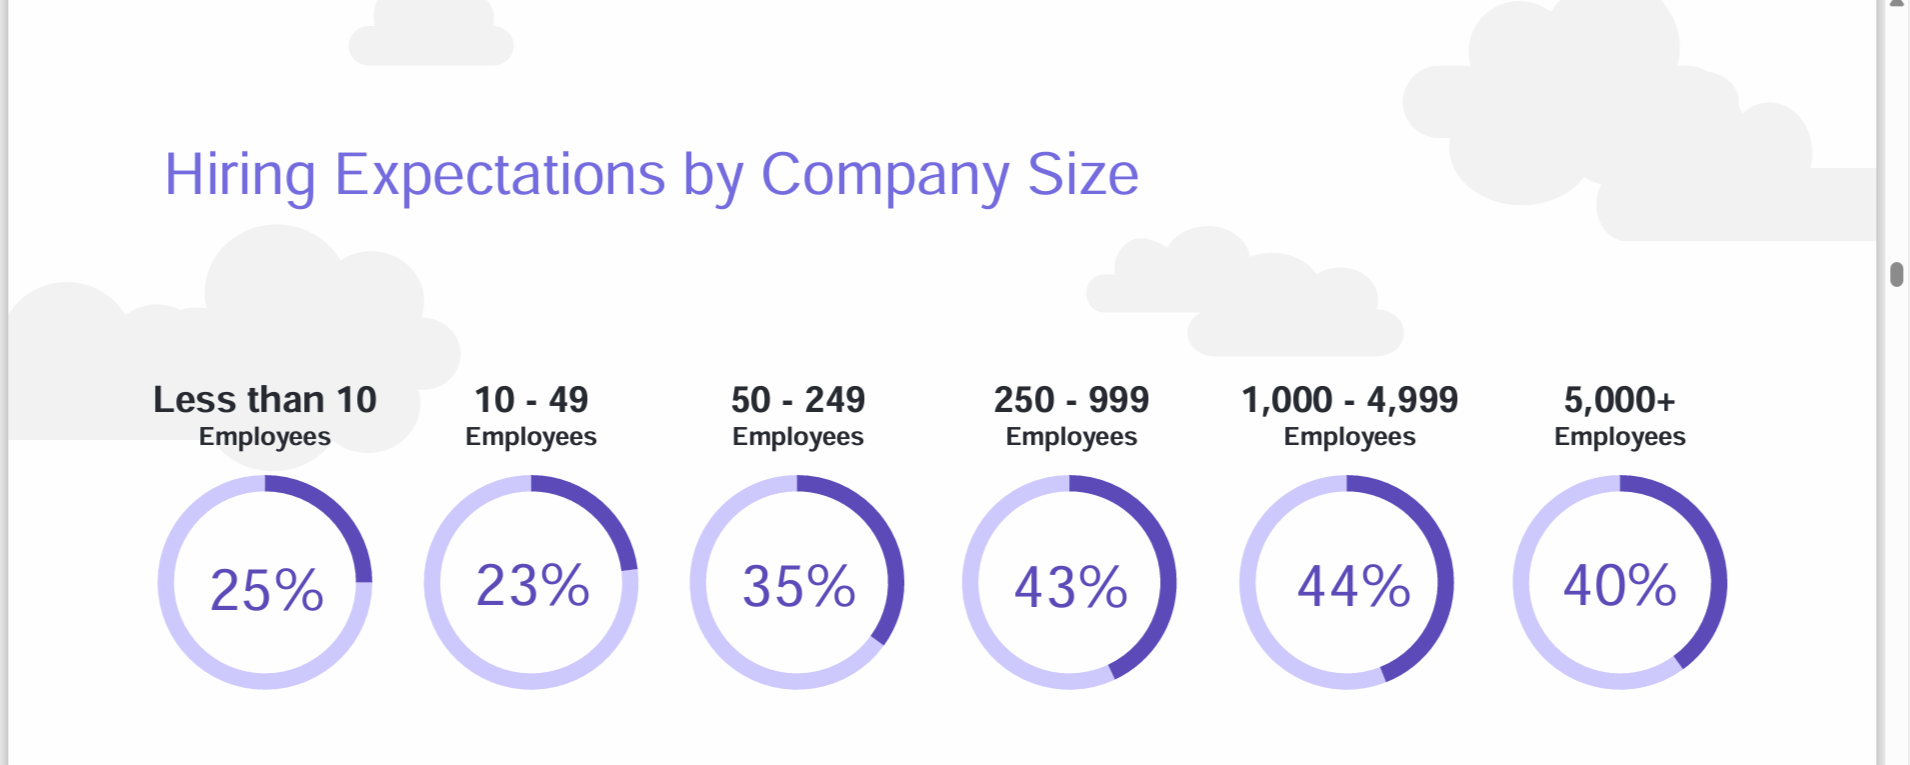 Hiring Expectations by Company Size
Less than 10
Employees
25%
10 - 49
Employees
23%
50 - 249
Employees
35%
250 - 999
Employees
43%
1,000 - 4,999
Employees
44%
5,000+
Employees
40%